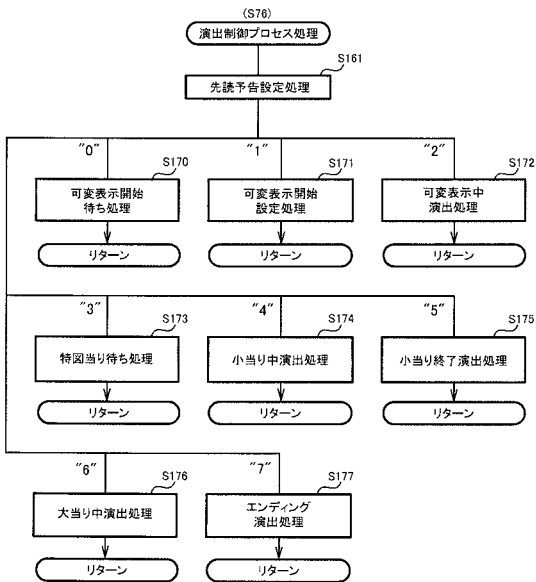 (S76)
演出制御プロセス処理
S161
先読予告設定処理
"0"
S170
"1"
S171
"2"
S172
可変表示開始
待ち処理
可変表示開始
設定処理
可変表示中
演出処理
リターン
リターン
リターン
"3"
S173
"4"
S174
"5"
S175
特図当り待ち処理
小当り中演出処理
小当り終了演出処理
リターン
リターン
リターン
"6"
S176
"7"
S177
大当り中演出処理
エンディング
演出処理
リターン
リターン